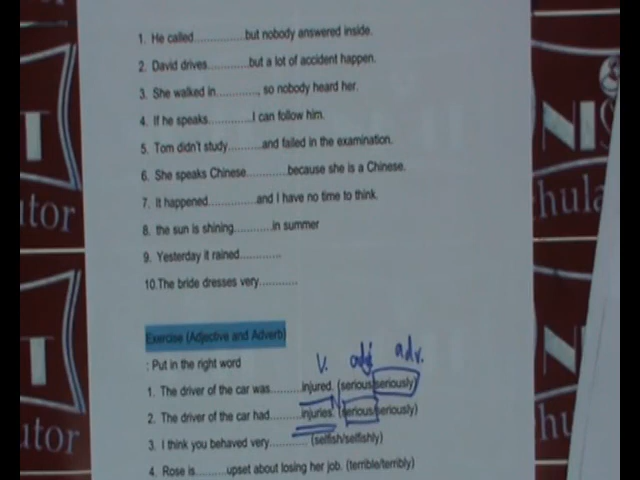 1. He called..............but nobody answered inside.
2. David drives...........but a lot of accident happen.
3. She walked in............, so nobody heard her.
4. If he speaks...........I can follow him.
5. Tom didn't study.........and failed in the examination.
6. She speaks Chinese...........because she is a Chinese.
7. It happened.............and I have no time to think.
8. the sun is shining..........in summer
9. Yesterday it rained...........
10.The bride dresses very...........
Exercise (Adjective and Adverb)
: Put in the right word
v. adj adv.
1. The driver of the car was.........injured. (serious/seriously)
N
2. The driver of the car had.........injuries. (serious/seriously)
3. I think you behaved very.......... (selfish/selfishly)
4. Rose is........upset about losing her job. (terrible/terribly)
utor
utor
NI
chula